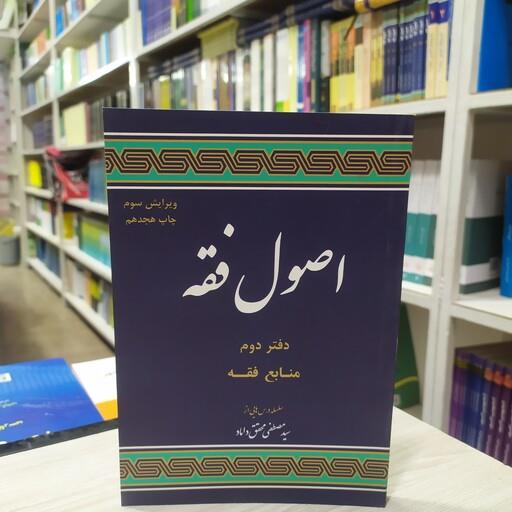 ویرایش سوم
چاپ هجدهم
اصول فقه
دفتر دوم
منابع فقه
سلسله درس‌هایی از
سید مصطفی محقق داماد